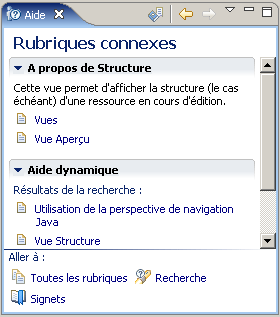 Aide
Rubriques connexes
A propos de Structure
Cette vue permet d'afficher la structure (le cas
échéant) d'une ressource en cours d'édition.
Vues
Vue Aperçu
Aide dynamique
Résultats de la recherche :
Utilisation de la perspective de navigation
Java
Vue Structure
Aller à :
Toutes les rubriques Recherche
Signets